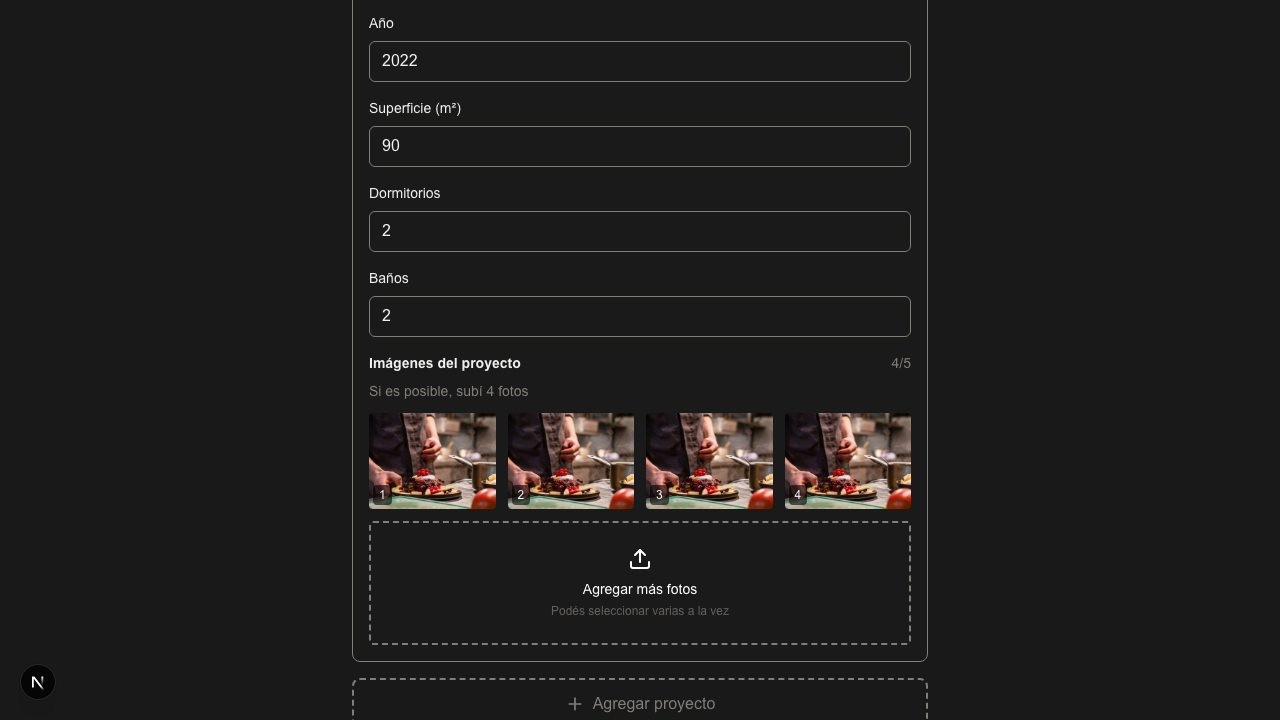 Año
2022
Superficie (m²)
90
Dormitorios
2
Baños
2
Imágenes del proyecto 4/5
Si es posible, subí 4 fotos
1 2 3 4
Agregar más fotos
Podés seleccionar varias a la vez
N
+ Agregar proyecto